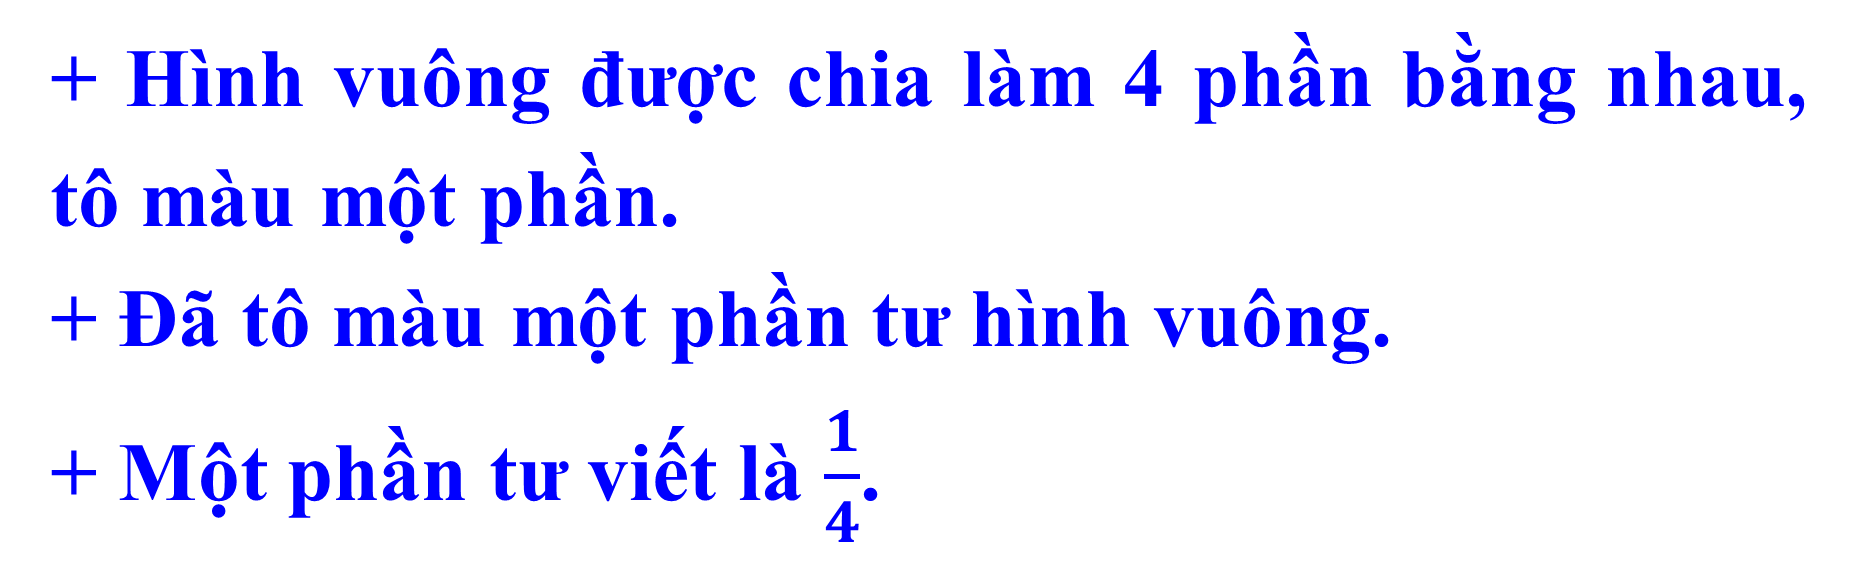 + Hình vuông được chia làm 4 phần bằng nhau,
tô màu một phần.
+ Đã tô màu một phần tư hình vuông.
+ Một phần tư viết là $\frac{1}{4}$.